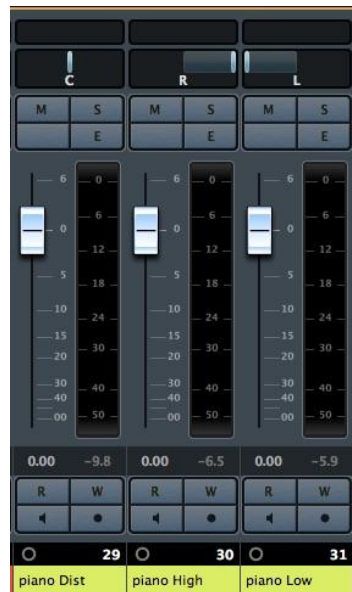 C R L
M S M S M S
E E E
6 0 6 0 6 0
6 6 6
0 0 0
12 12 12
5 5 5
18 18 18
10 24 10 24 10 24
15 15 15
20 30 20 30 20 30
30 30 30
40 40 40 40 40 40
00 50 00 50 00 50
0.00 -9.8 0.00 -6.5 0.00 -5.9
R W R W R W
29 30 31
piano Dist piano High piano Low